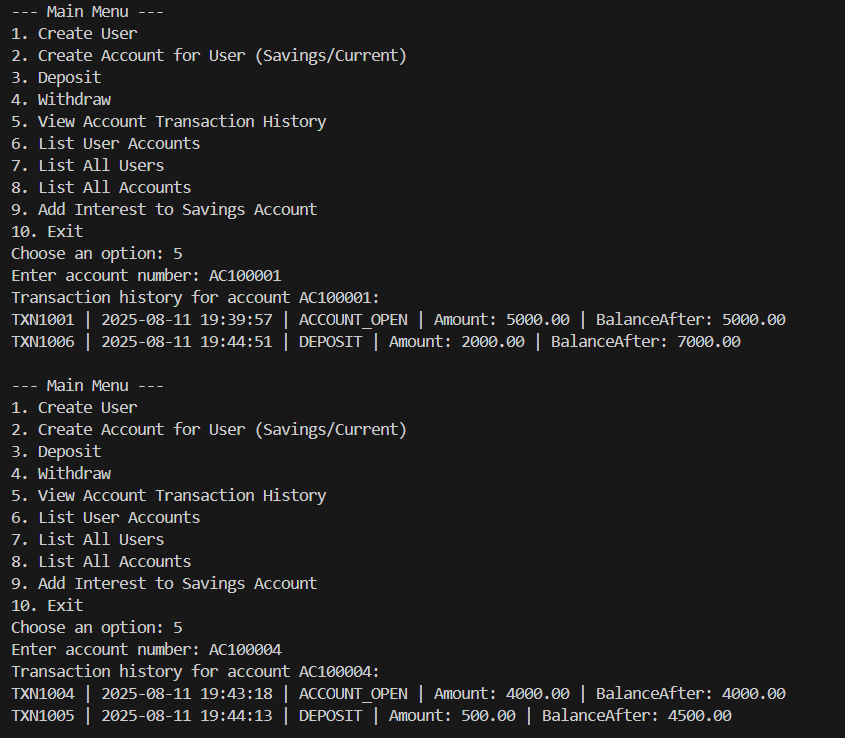 --- Main Menu ---
1. Create User
2. Create Account for User (Savings/Current)
3. Deposit
4. Withdraw
5. View Account Transaction History
6. List User Accounts
7. List All Users
8. List All Accounts
9. Add Interest to Savings Account
10. Exit
Choose an option: 5
Enter account number: AC100001
Transaction history for account AC100001:
TXN1001 | 2025-08-11 19:39:57 | ACCOUNT_OPEN | Amount: 5000.00 | BalanceAfter: 5000.00
TXN1006 | 2025-08-11 19:44:51 | DEPOSIT | Amount: 2000.00 | BalanceAfter: 7000.00
--- Main Menu ---
1. Create User
2. Create Account for User (Savings/Current)
3. Deposit
4. Withdraw
5. View Account Transaction History
6. List User Accounts
7. List All Users
8. List All Accounts
9. Add Interest to Savings Account
10. Exit
Choose an option: 5
Enter account number: AC100004
Transaction history for account AC100004:
TXN1004 | 2025-08-11 19:43:18 | ACCOUNT_OPEN | Amount: 4000.00 | BalanceAfter: 4000.00
TXN1005 | 2025-08-11 19:44:13 | DEPOSIT | Amount: 500.00 | BalanceAfter: 4500.00